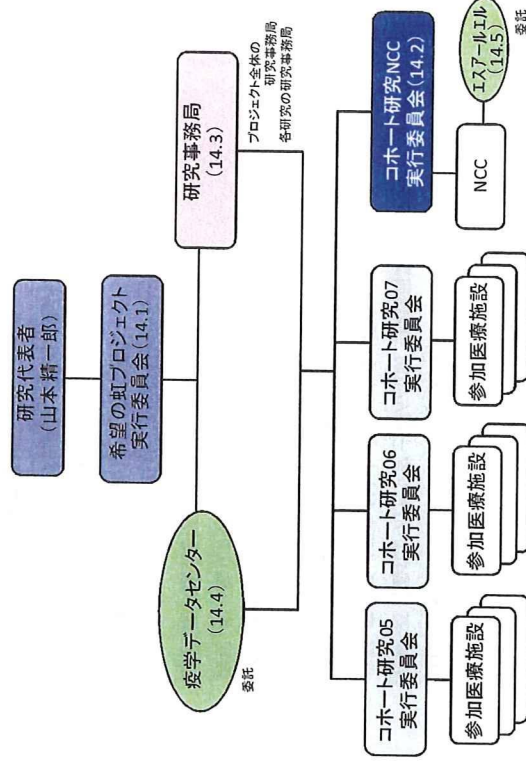 研究代表者
(山本精一郎)
希望の虹プロジェクト
実行委員会(14.1)
疫学データセンター
(14.4)
委託
研究事務局
(14.3)
プロジェクト全体の
研究事務局
各研究の研究事務局
コホート研究05
実行委員会
コホート研究06
実行委員会
コホート研究07
実行委員会
コホート研究NCC
実行委員会(14.2)
参加医療施設
参加医療施設
参加医療施設
NCC
エスアールエル
(14.5)
委託